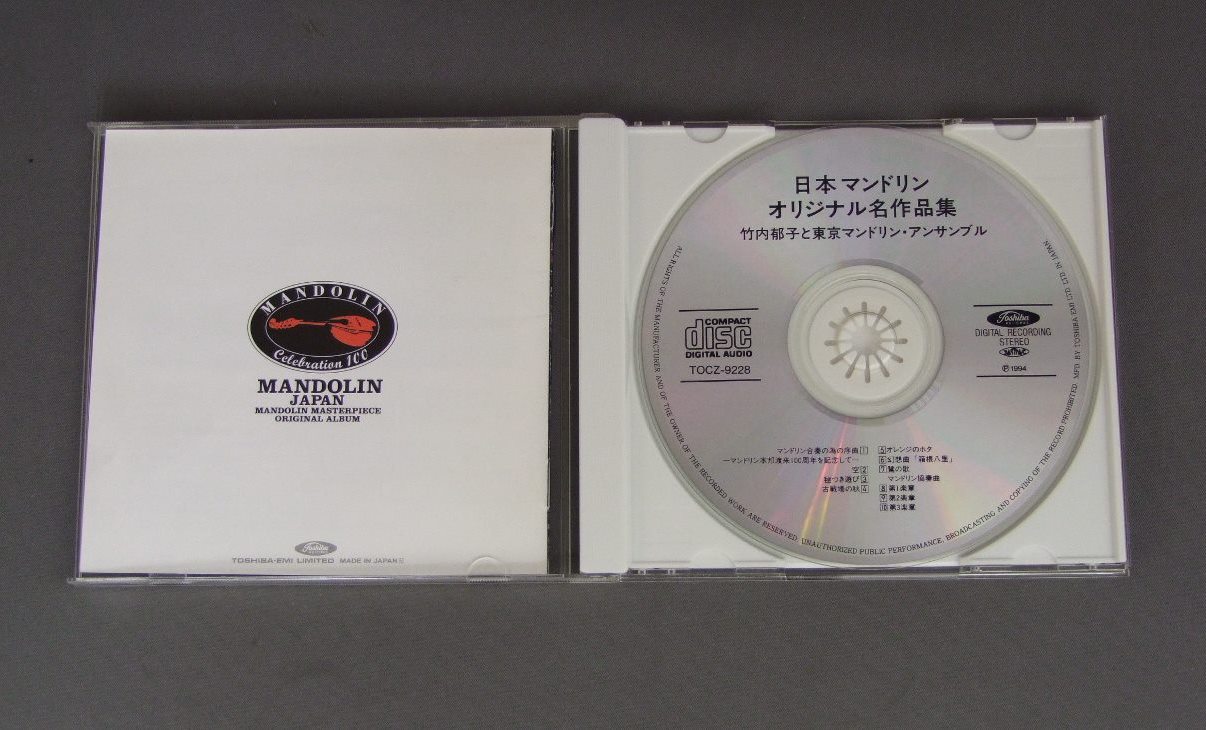 MANDOLIN
Celebration 100
MANDOLIN
JAPAN
MANDOLIN MASTERPIECE
ORIGINAL ALBUM
Toshiba
TOSHIBA-EMI LIMITED MADE IN JAPAN
日本マンドリン
オリジナル名作品集
竹内郁子と東京マンドリン・アンサンブル
COMPACT
disc
DIGITAL AUDIO
TOCZ-9228
Toshiba
DIGITAL RECORDING
STEREO
℗1994
マンドリン合奏の為の序曲 1
ーマンドリン本邦渡来100周年を記念してー
空 2
毬つき遊び 3
古戦場の秋 4
5 オレンジのホタ
6 幻想曲「箱根八里」
7 鷲の歌
マンドリン協奏曲
8 第1楽章
9 第2楽章
10 第3楽章
ALL RIGHTS OF THE MANUFACTURER AND OF THE OWNER OF THE RECORDED WORK ARE RESERVED. UNAUTHORIZED PUBLIC PERFORMANCE, BROADCASTING AND COPYING OF THE RECORD PROHIBITED. MFD BY TOSHIBA-EMI LTD IN JAPAN